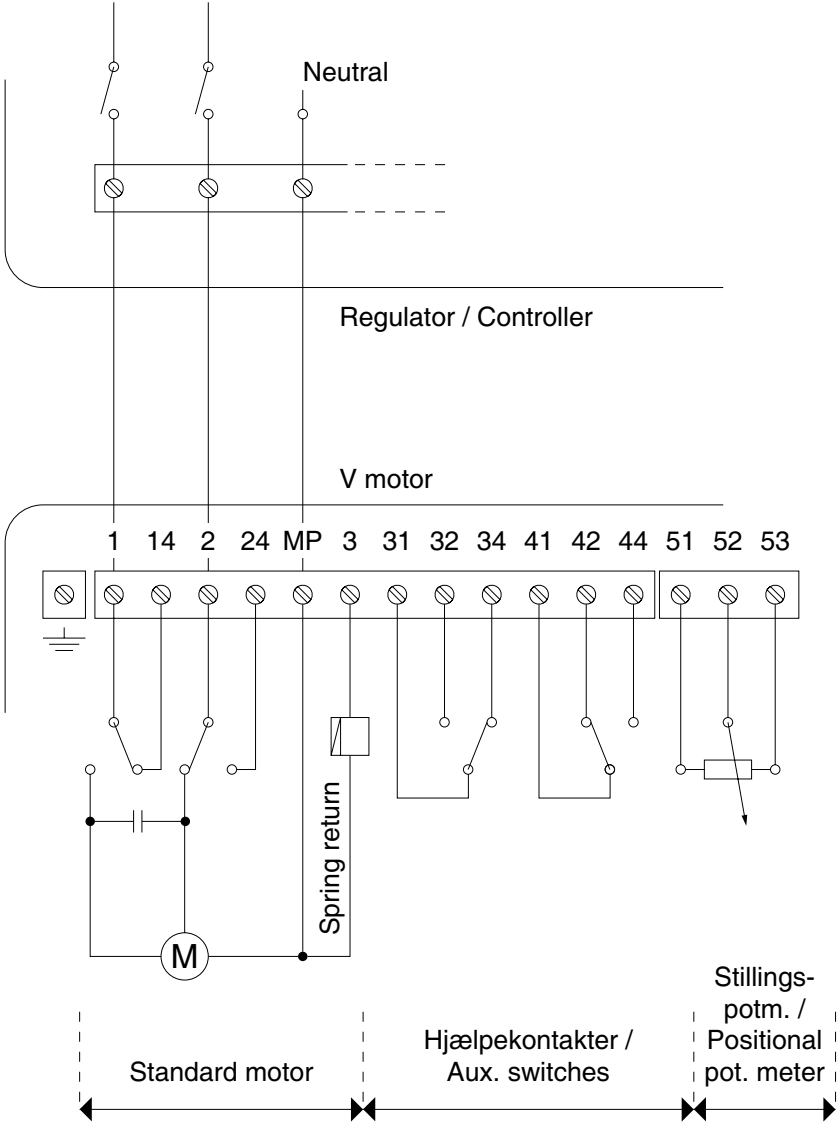 Neutral
Regulator / Controller
V motor
1 14 2 24 MP 3 31 32 34 41 42 44 51 52 53
Spring return
M
Standard motor
Hjælpekontakter /
Aux. switches
Stillings-
potm. /
Positional
pot. meter